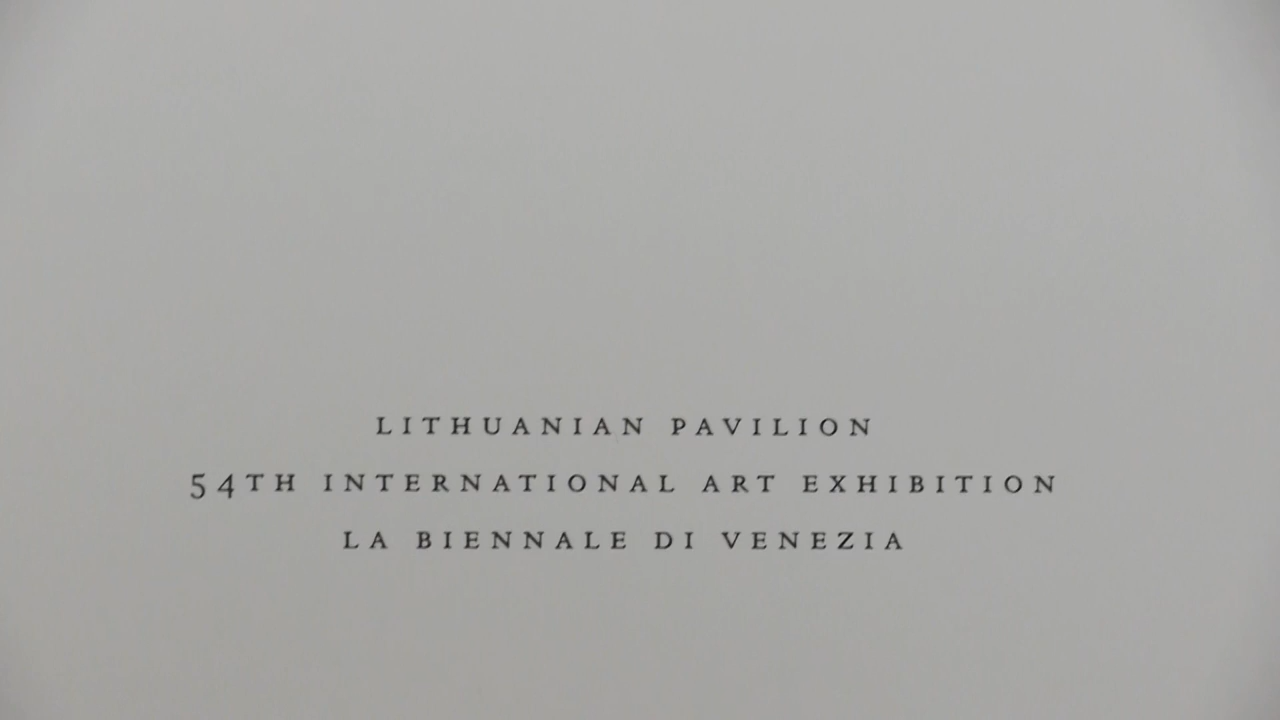 LITHUANIAN PAVILION
54TH INTERNATIONAL ART EXHIBITION
LA BIENNALE DI VENEZIA